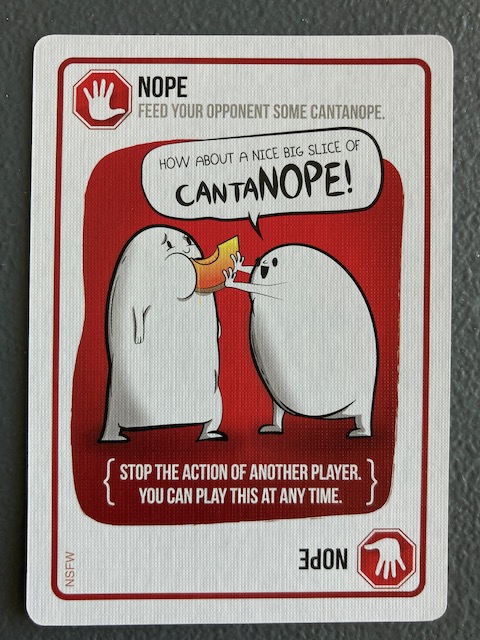 NOPE
FEED YOUR OPPONENT SOME CANTANOPE.
HOW ABOUT A NICE BIG SLICE OF
CANTANOPE!
STOP THE ACTION OF ANOTHER PLAYER.
YOU CAN PLAY THIS AT ANY TIME.
NOPE
NSFW